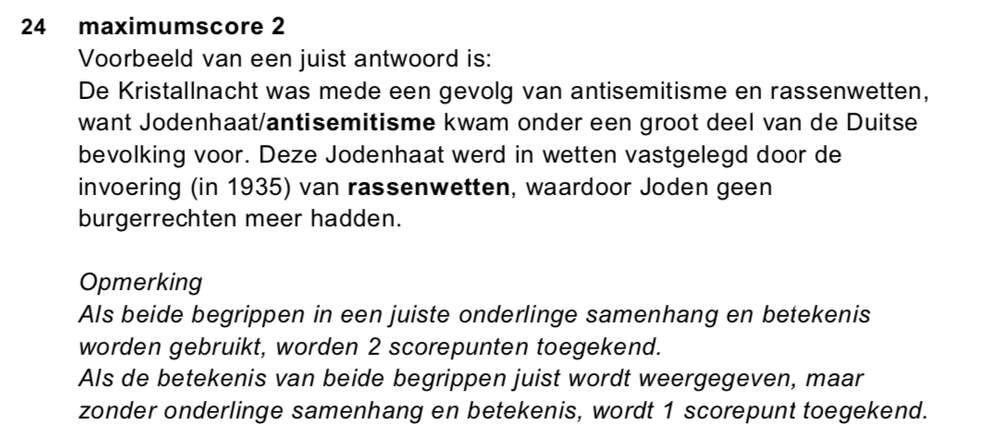 24 maximumscore 2
Voorbeeld van een juist antwoord is:
De Kristallnacht was mede een gevolg van antisemitisme en rassenwetten,
want Jodenhaat/antisemitisme kwam onder een groot deel van de Duitse
bevolking voor. Deze Jodenhaat werd in wetten vastgelegd door de
invoering (in 1935) van rassenwetten, waardoor Joden geen
burgerrechten meer hadden.
Opmerking
Als beide begrippen in een juiste onderlinge samenhang en betekenis
worden gebruikt, worden 2 scorepunten toegekend.
Als de betekenis van beide begrippen juist wordt weergegeven, maar
zonder onderlinge samenhang en betekenis, wordt 1 scorepunt toegekend.